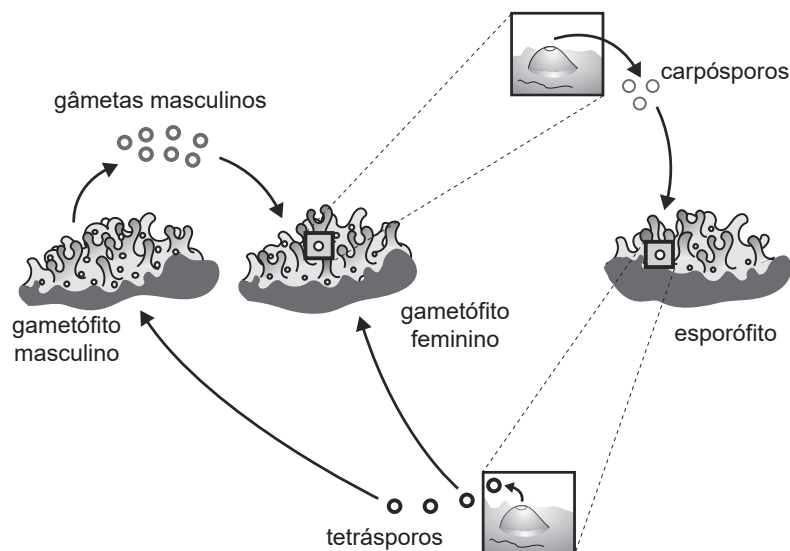 carpósporos
gâmetas masculinos
gametófito
masculino
gametófito
feminino
esporófito
tetrásporos